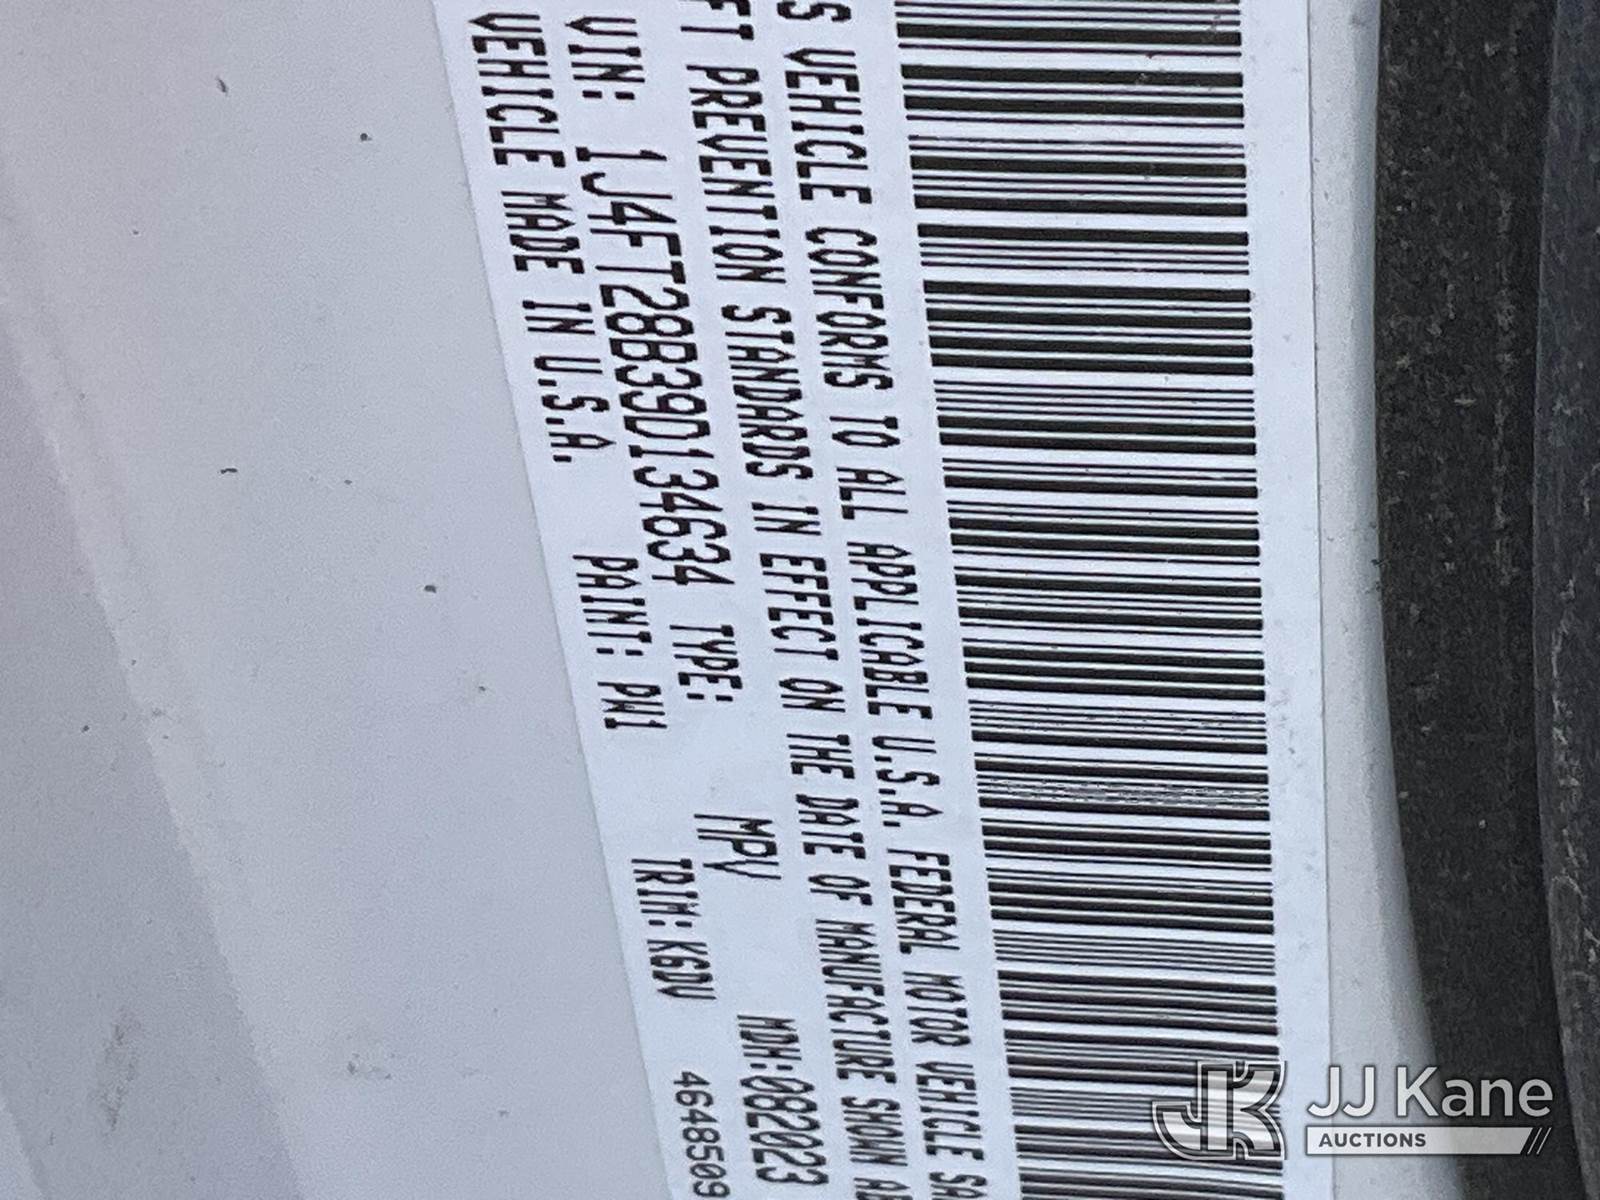 S VEHICLE CONFORMS TO ALL APPLICABLE U.S.A. FEDERAL MOTOR VEHICLE
FT PREVENTION STANDARDS IN EFFECT ON THE DATE OF MANUFACTURE SHOWN
VIN: 1J4FT28B39D134634 TYPE: MPV MDH:082023
VEHICLE MADE IN U.S.A. PAINT: PW1 TRIM: K6DV 4648509
JK
JJ Kane
AUCTIONS